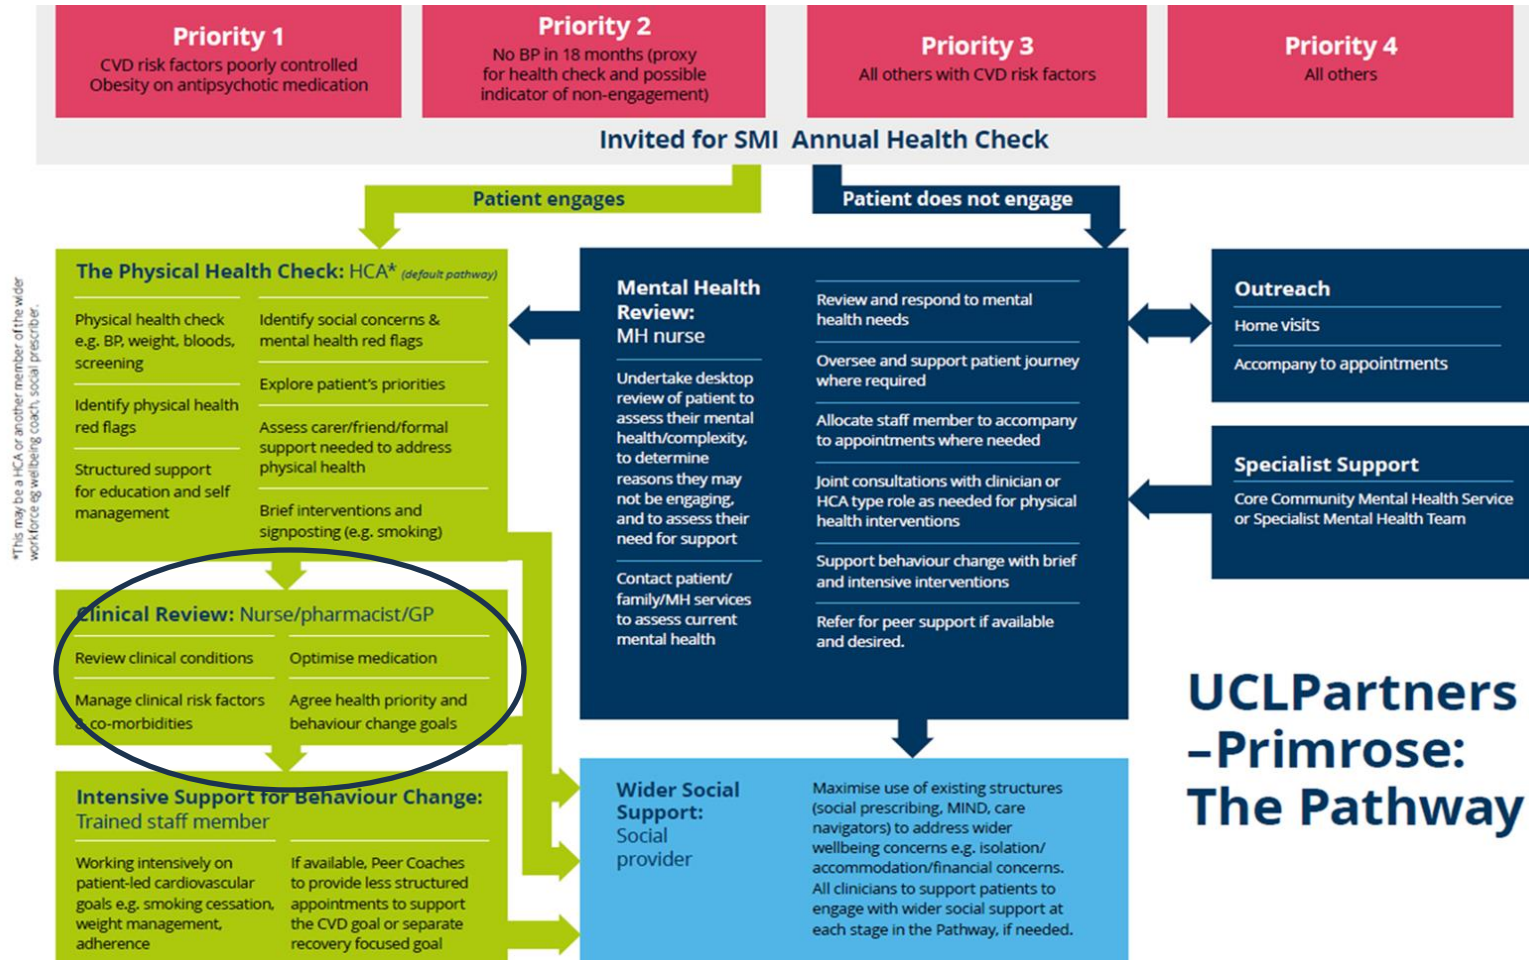 Priority 1
CVD risk factors poorly controlled
Obesity on antipsychotic medication
Priority 2
No BP in 18 months (proxy
for health check and possible
indicator of non-engagement)
Priority 3
All others with CVD risk factors
Priority 4
All others
Invited for SMI Annual Health Check
Patient engages
Patient does not engage
*This may be a HCA or another member of the wider
workforce eg wellbeing coach, social prescriber.
The Physical Health Check: HCA* (default pathway)
Physical health check
e.g. BP, weight, bloods,
screening
Identify physical health
red flags
Structured support
for education and self
management
Identify social concerns &
mental health red flags
Explore patient's priorities
Assess carer/friend/formal
support needed to address
physical health
Brief interventions and
signposting (e.g. smoking)
Clinical Review: Nurse/pharmacist/GP
Review clinical conditions
Manage clinical risk factors
& co-morbidities
Optimise medication
Agree health priority and
behaviour change goals
Intensive Support for Behaviour Change:
Trained staff member
Working intensively on
patient-led cardiovascular
goals e.g. smoking cessation,
weight management,
adherence
If available, Peer Coaches
to provide less structured
appointments to support
the CVD goal or separate
recovery focused goal
Mental Health
Review:
MH nurse
Undertake desktop
review of patient to
assess their mental
health/complexity,
to determine
reasons they may
not be engaging,
and to assess their
need for support
Contact patient/
family/MH services
to assess current
mental health
Review and respond to mental
health needs
Oversee and support patient journey
where required
Allocate staff member to accompany
to appointments where needed
Joint consultations with clinician or
HCA type role as needed for physical
health interventions
Support behaviour change with brief
and intensive interventions
Refer for peer support if available
and desired.
Outreach
Home visits
Accompany to appointments
Specialist Support
Core Community Mental Health Service
or Specialist Mental Health Team
Wider Social
Support:
Social
provider
Maximise use of existing structures
(social prescribing, MIND, care
navigators) to address wider
wellbeing concerns e.g. isolation/
accommodation/financial concerns.
All clinicians to support patients to
engage with wider social support at
each stage in the Pathway, if needed.
UCLPartners
–Primrose:
The Pathway